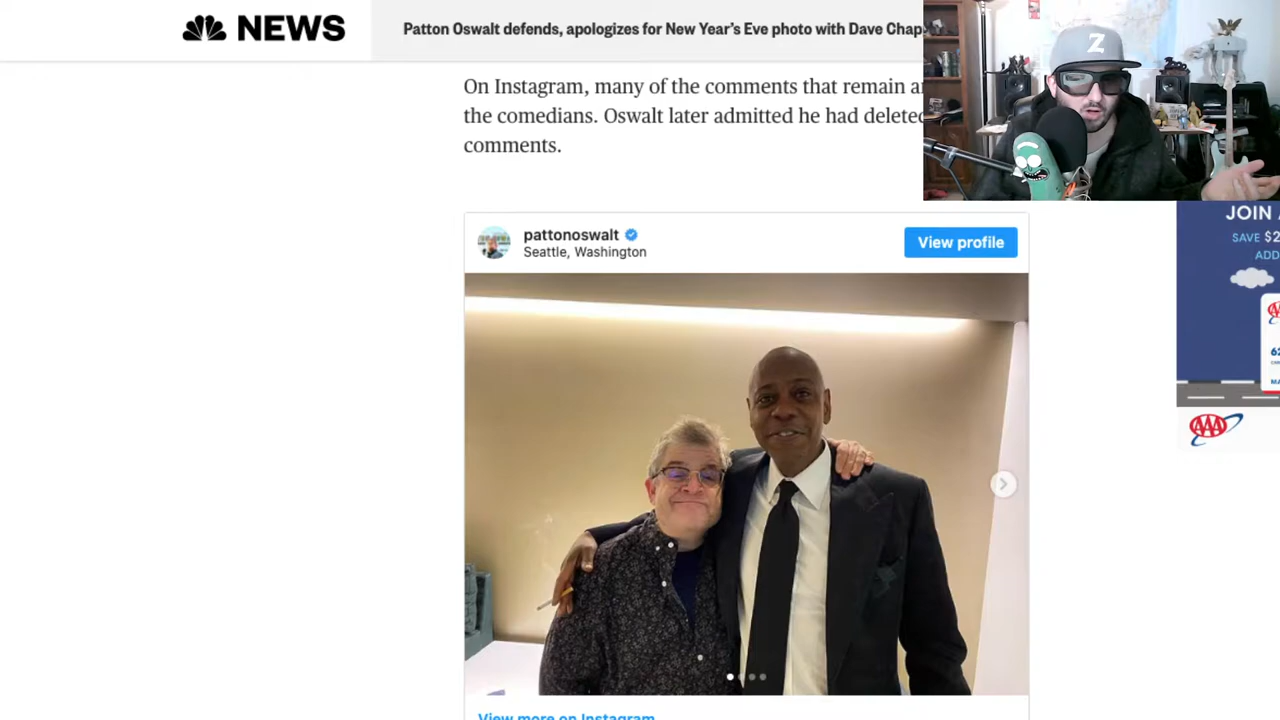 NEWS
Patton Oswalt defends, apologizes for New Year's Eve photo with Dave Chap
On Instagram, many of the comments that remain
the comedians. Oswalt later admitted he had deleted
comments.
pattonoswalt
Seattle, Washington
View profile
Z
JOIN
SAVE $2
ADD
AAA
View more on Instagram